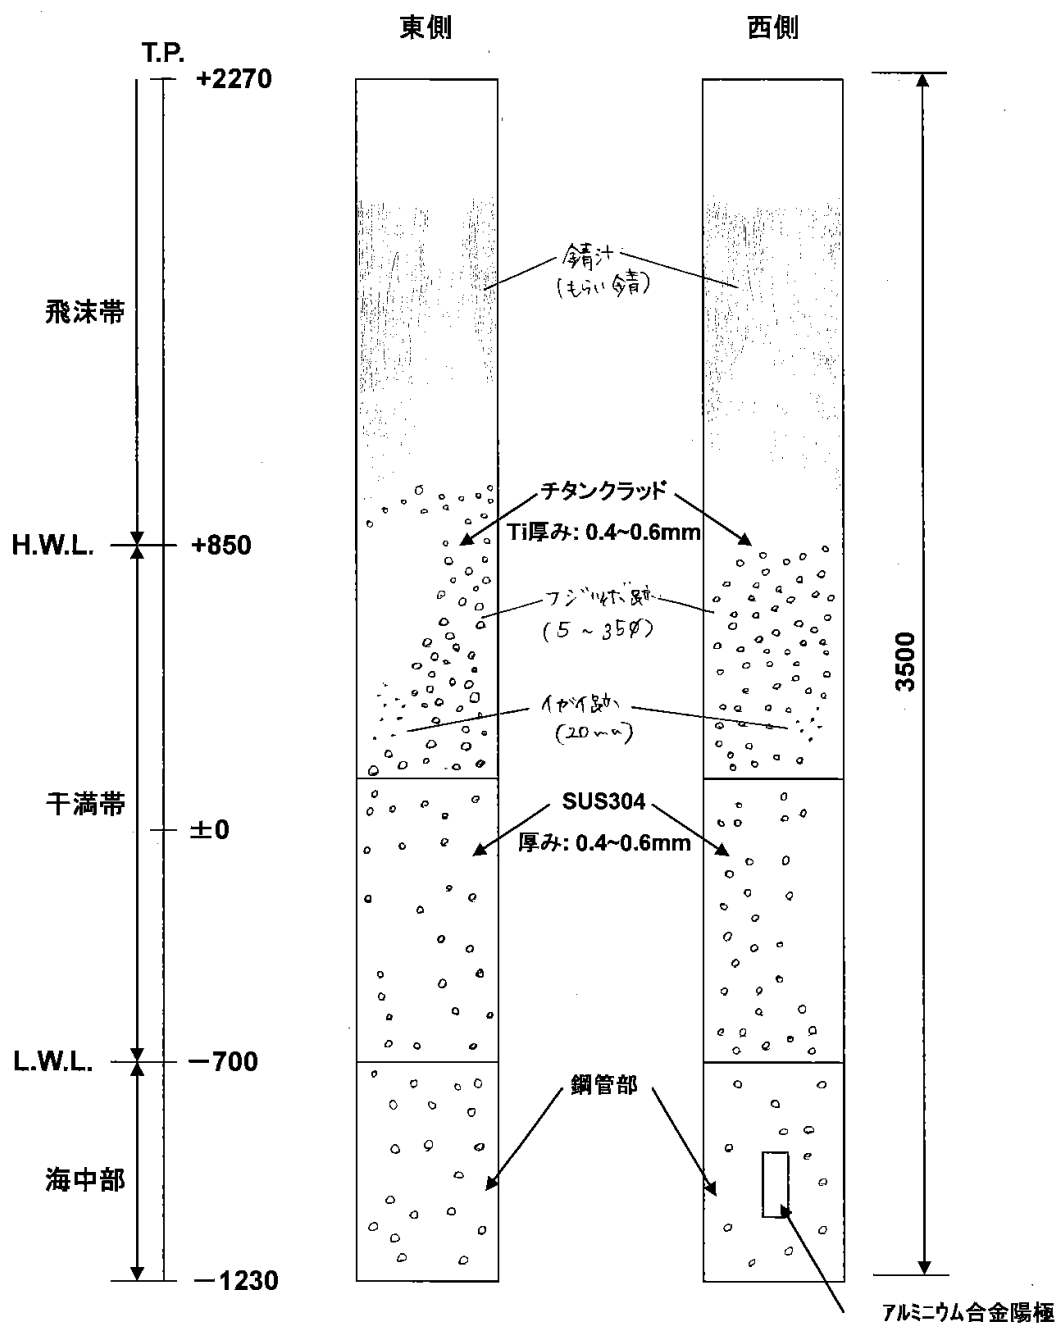 東側
西側
T.P.
+2270
錆汁
(もらい錆)
飛沫帯
チタンクラッド
Ti厚み: 0.4~0.6mm
H.W.L.
+850
フジツボ跡
(5 ~ 35φ)
3500
イガイ跡
(20mm)
干満帯
SUS304
±0
厚み: 0.4~0.6mm
L.W.L.
−700
鋼管部
海中部
−1230
アルミニウム合金陽極